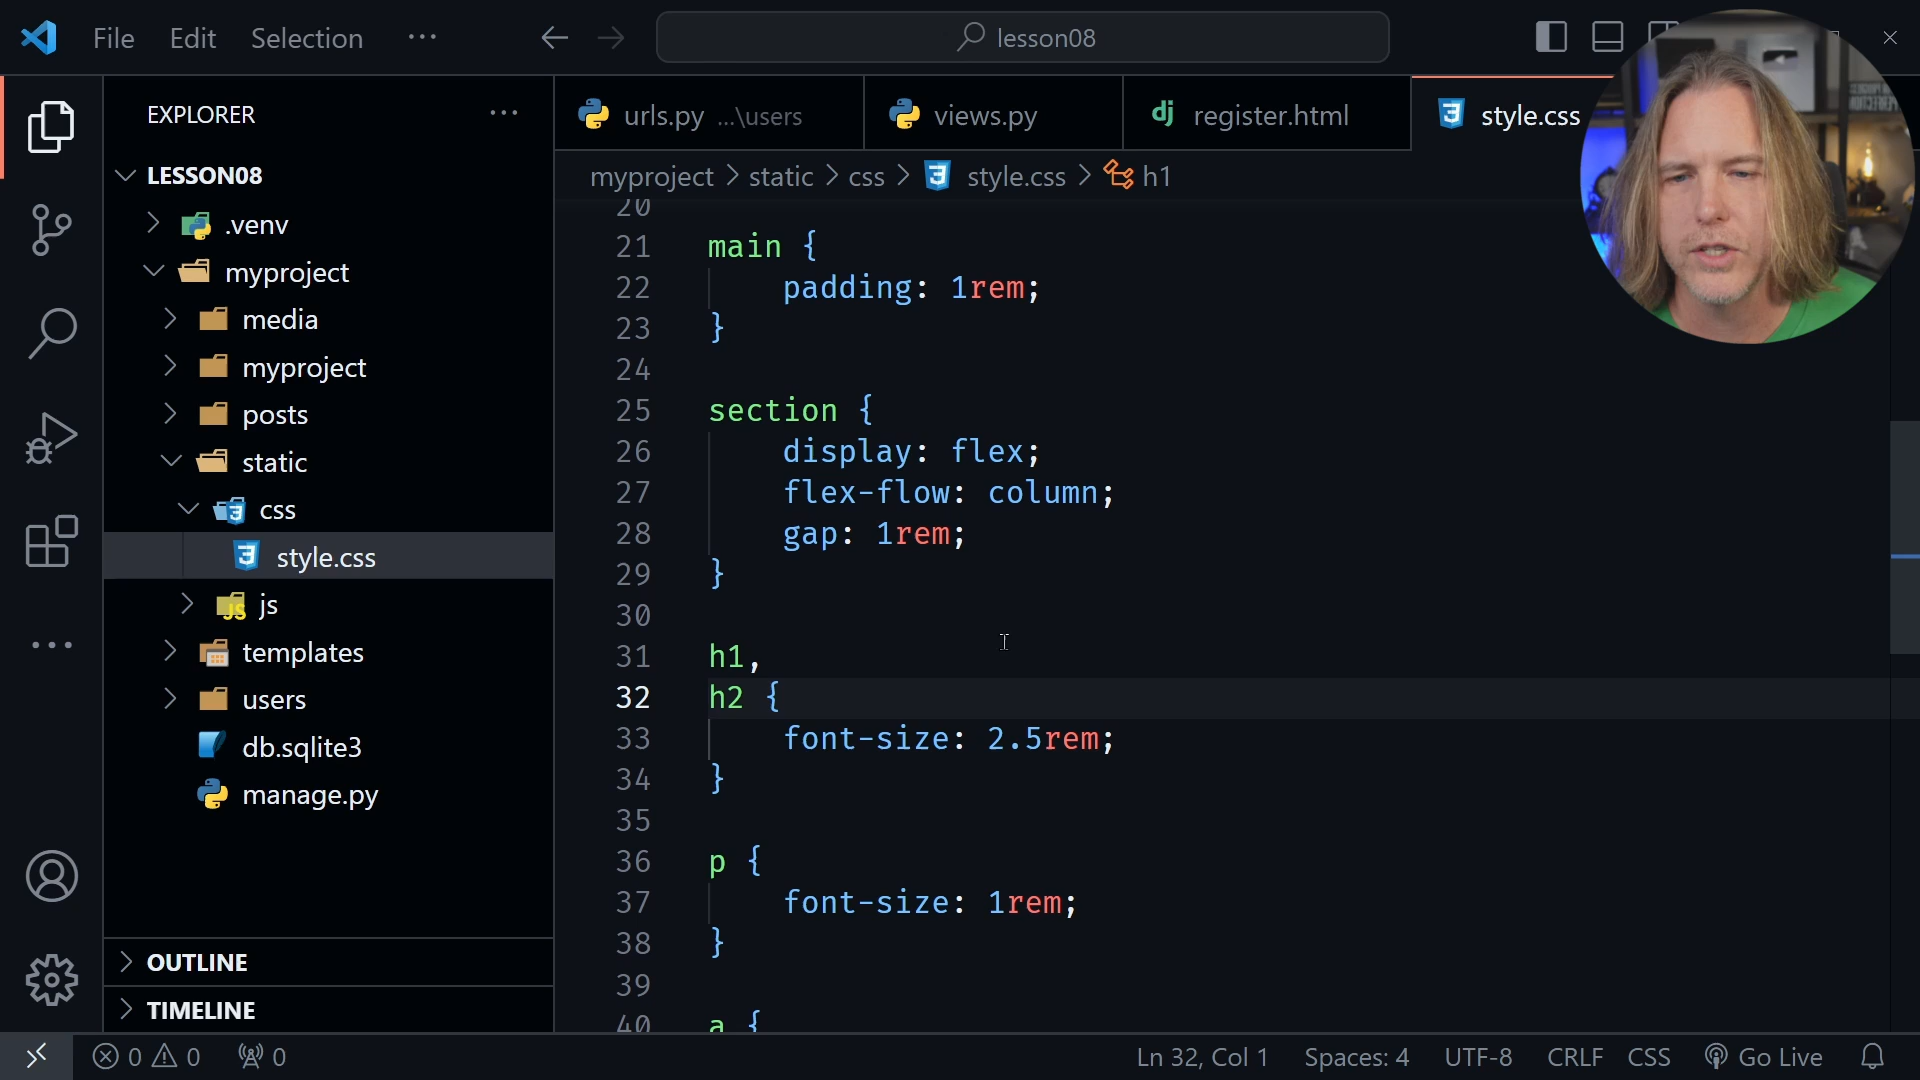 File Edit Selection ···
lesson08
EXPLORER ···
LESSON08
.venv
myproject
media
myproject
posts
static
css
style.css
js
templates
users
db.sqlite3
manage.py
OUTLINE
TIMELINE
urls.py ...\users
views.py
register.html
style.css
myproject > static > css > style.css > h1
20
21 main {
22 padding: 1rem;
23 }
24
25 section {
26 display: flex;
27 flex-flow: column;
28 gap: 1rem;
29 }
30
31 h1,
32 h2 {
33 font-size: 2.5rem;
34 }
35
36 p {
37 font-size: 1rem;
38 }
39
40 a {
0 0 0
Ln 32, Col 1 Spaces: 4 UTF-8 CRLF CSS Go Live